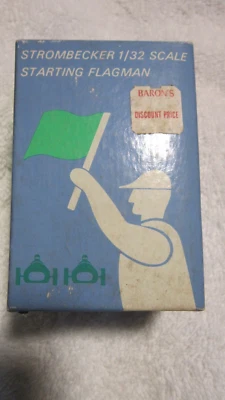 STROMBECKER 1/32 SCALE
STARTING FLAGMAN
BARON'S
DISCOUNT PRICE